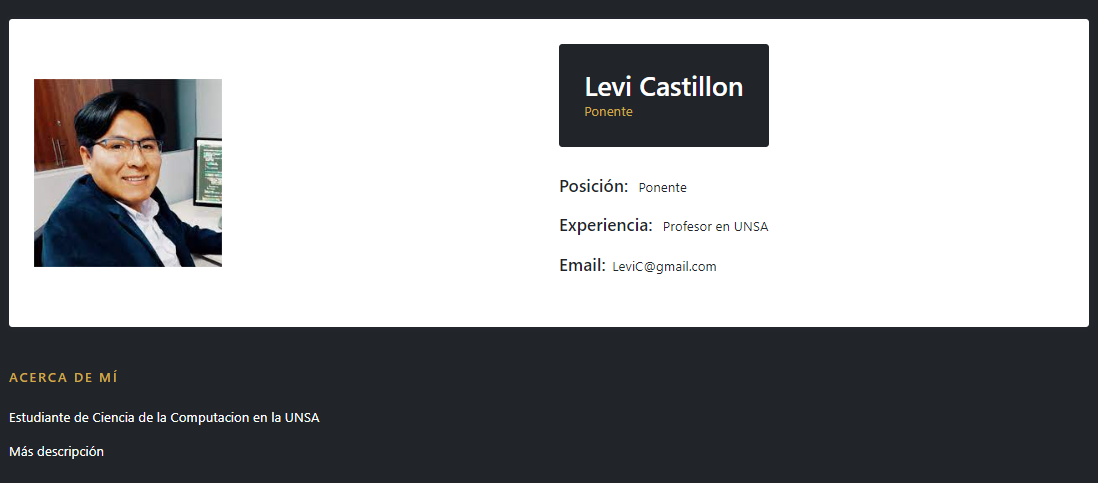 Levi Castillon
Ponente
Posición: Ponente
Experiencia: Profesor en UNSA
Email: LeviC@gmail.com
ACERCA DE MÍ
Estudiante de Ciencia de la Computacion en la UNSA
Más descripción